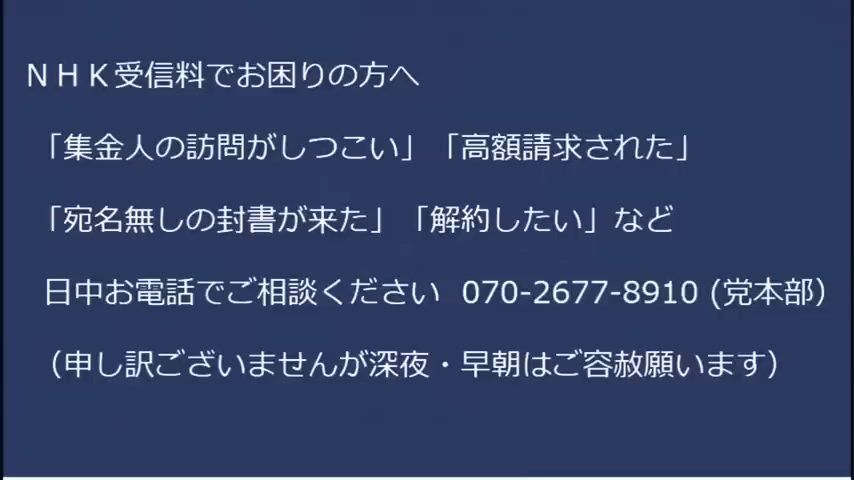 ＮＨＫ受信料でお困りの方へ
「集金人の訪問がしつこい」「高額請求された」
「宛名無しの封書が来た」「解約したい」など
日中お電話でご相談ください 070-2677-8910 (党本部）
（申し訳ございませんが深夜・早朝はご容赦願います）